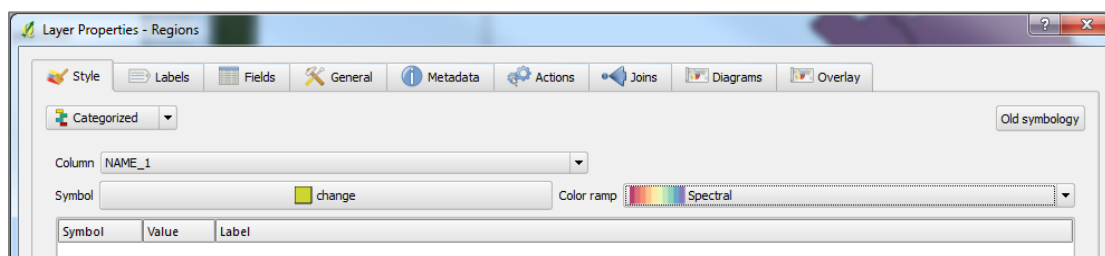 Layer Properties - Regions
Style Labels Fields General Metadata Actions Joins Diagrams Overlay
Categorized Old symbology
Column NAME_1
Symbol change Color ramp Spectral
Symbol Value Label